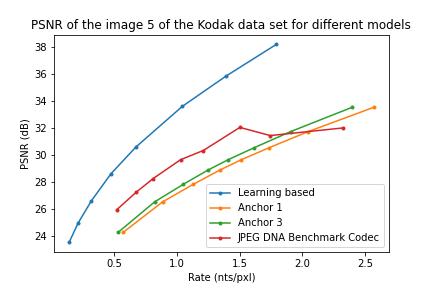 PSNR of the image 5 of the Kodak data set for different models
PSNR (dB)
38
36
34
32
30
28
26
24
0.5 1.0 1.5 2.0 2.5
Rate (nts/pxl)
Learning based
Anchor 1
Anchor 3
JPEG DNA Benchmark Codec